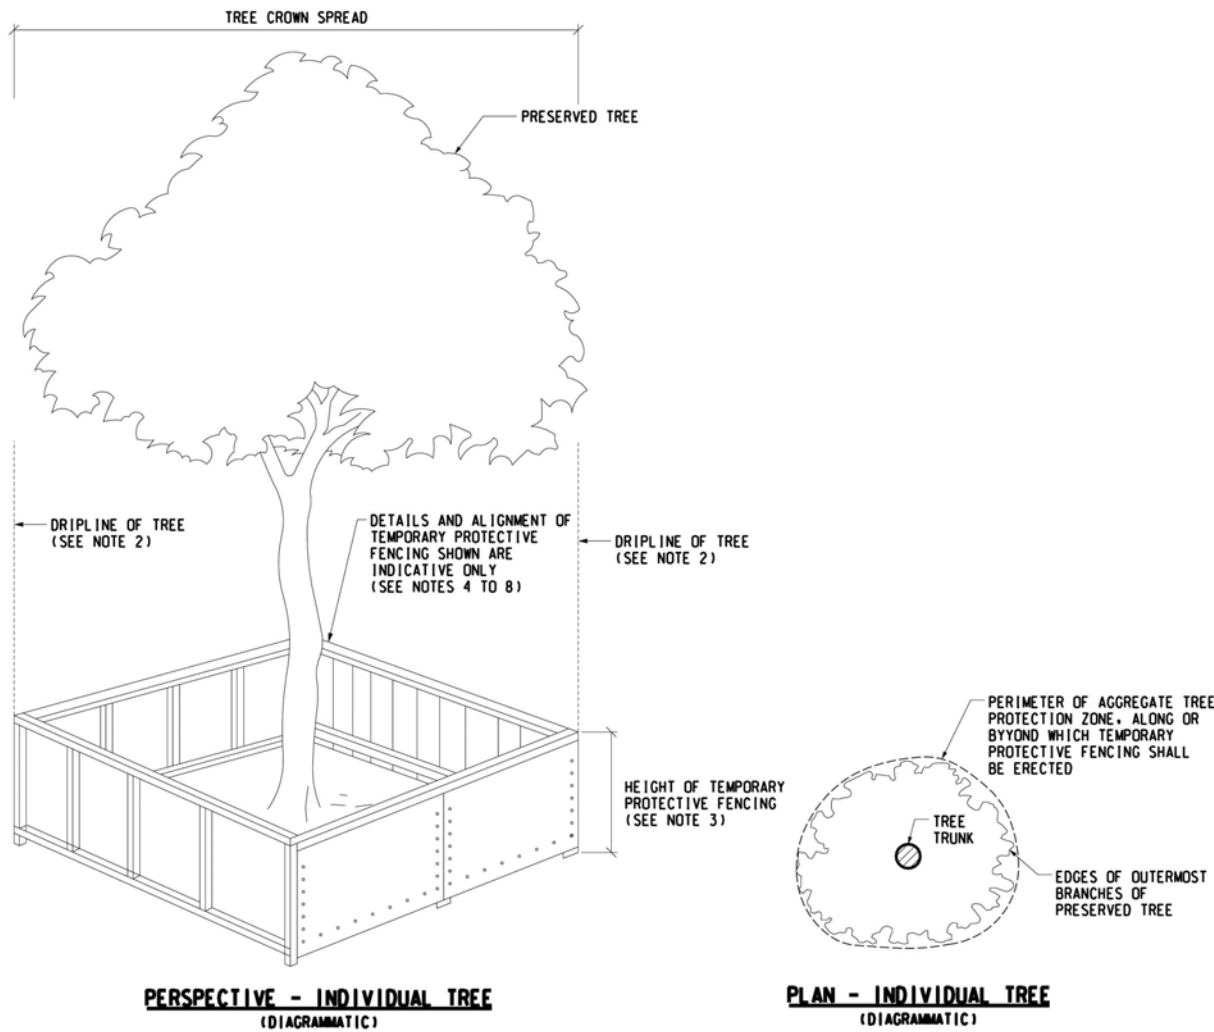 TREE CROWN SPREAD
PRESERVED TREE
DRIPLINE OF TREE
(SEE NOTE 2)
DETAILS AND ALIGNMENT OF
TEMPORARY PROTECTIVE
FENCING SHOWN ARE
INDICATIVE ONLY
(SEE NOTES 4 TO 8)
DRIPLINE OF TREE
(SEE NOTE 2)
HEIGHT OF TEMPORARY
PROTECTIVE FENCING
(SEE NOTE 3)
PERSPECTIVE - INDIVIDUAL TREE
(DIAGRAMMATIC)
PERIMETER OF AGGREGATE TREE
PROTECTION ZONE, ALONG OR
BYYOND WHICH TEMPORARY
PROTECTIVE FENCING SHALL
BE ERECTED
TREE
TRUNK
EDGES OF OUTERMOST
BRANCHES OF
PRESERVED TREE
PLAN - INDIVIDUAL TREE
(DIAGRAMMATIC)